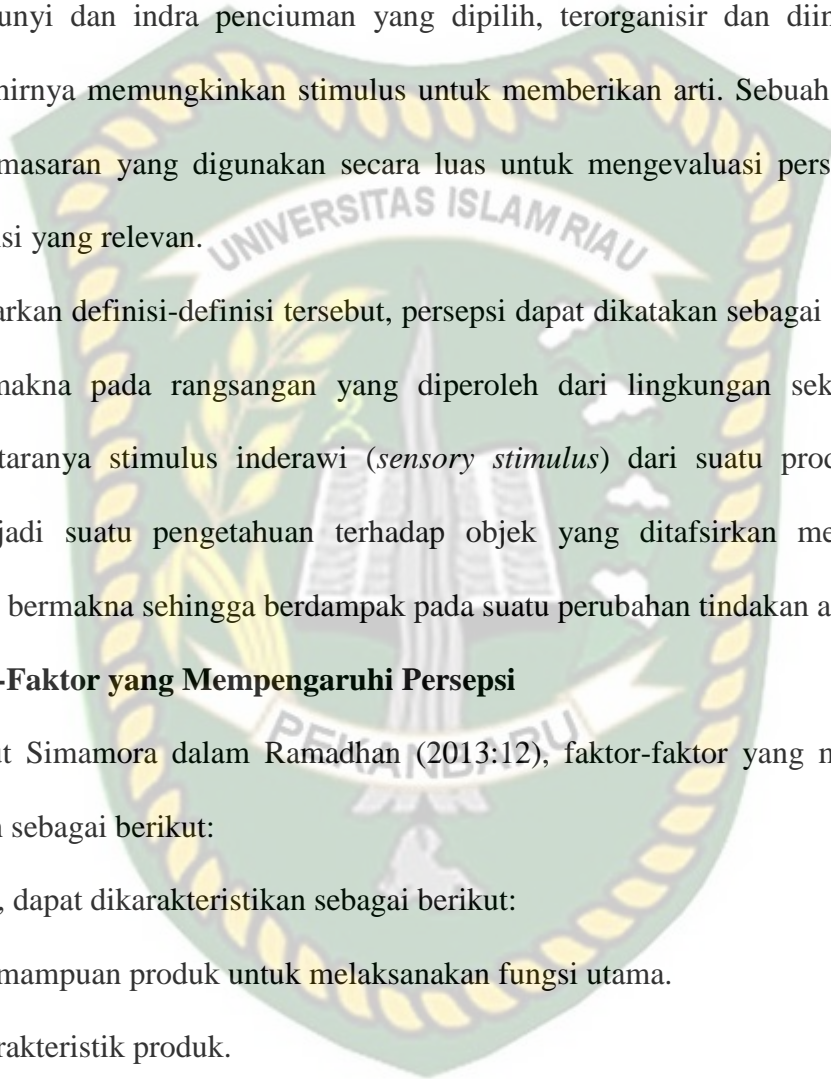 unyi dan indra penciuman yang dipilih, terorganisir dan diin
hirnya memungkinkan stimulus untuk memberikan arti. Sebuah
masaran yang digunakan secara luas untuk mengevaluasi pers
si yang relevan.
UNIVERSITAS ISLAM RIAU
arkan definisi-definisi tersebut, persepsi dapat dikatakan sebagai
makna pada rangsangan yang diperoleh dari lingkungan sek
taranya stimulus inderawi (sensory stimulus) dari suatu prod
jadi suatu pengetahuan terhadap objek yang ditafsirkan me
bermakna sehingga berdampak pada suatu perubahan tindakan a
-Faktor yang Mempengaruhi Persepsi
PEKANBARU
ut Simamora dalam Ramadhan (2013:12), faktor-faktor yang m
n sebagai berikut:
, dapat dikarakteristikan sebagai berikut:
mampuan produk untuk melaksanakan fungsi utama.
rakteristik produk.